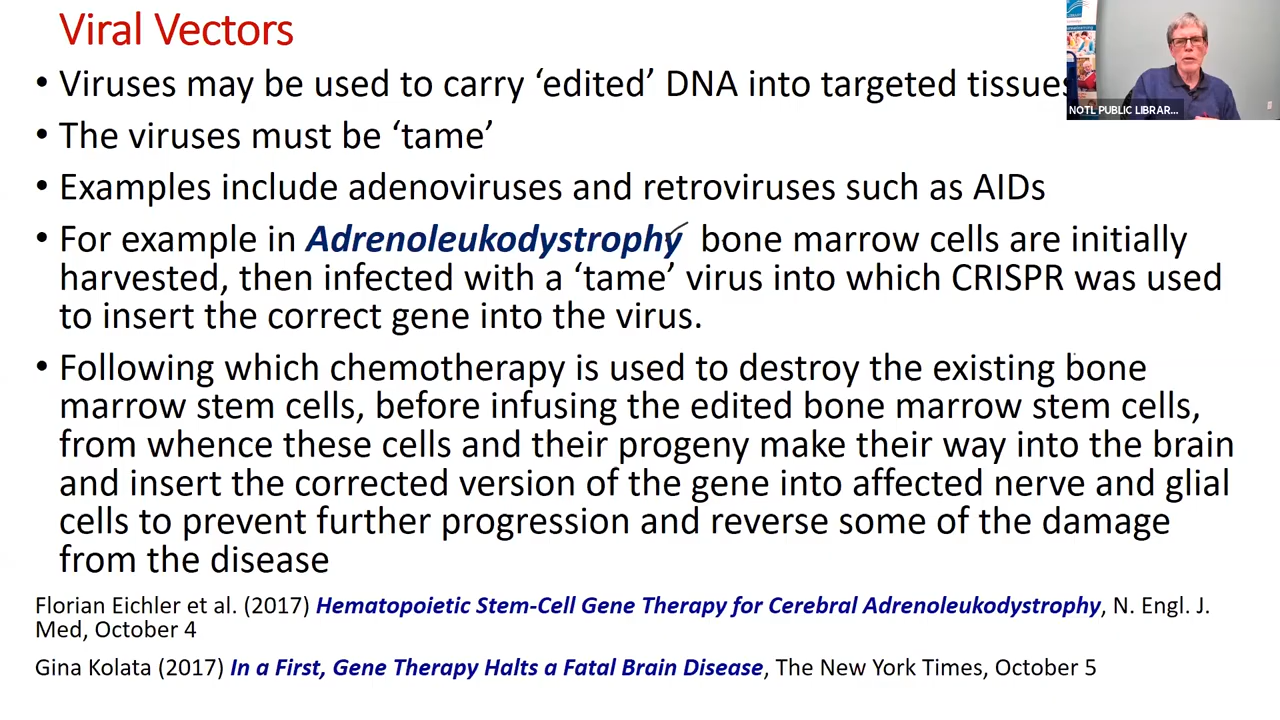 Viral Vectors
• Viruses may be used to carry ‘edited’ DNA into targeted tissues
NOTL PUBLIC LIBRAR...
• The viruses must be ‘tame’
• Examples include adenoviruses and retroviruses such as AIDs
• For example in Adrenoleukodystrophy bone marrow cells are initially
harvested, then infected with a ‘tame’ virus into which CRISPR was used
to insert the correct gene into the virus.
• Following which chemotherapy is used to destroy the existing bone
marrow stem cells, before infusing the edited bone marrow stem cells,
from whence these cells and their progeny make their way into the brain
and insert the corrected version of the gene into affected nerve and glial
cells to prevent further progression and reverse some of the damage
from the disease
Florian Eichler et al. (2017) Hematopoietic Stem-Cell Gene Therapy for Cerebral Adrenoleukodystrophy, N. Engl. J.
Med, October 4
Gina Kolata (2017) In a First, Gene Therapy Halts a Fatal Brain Disease, The New York Times, October 5